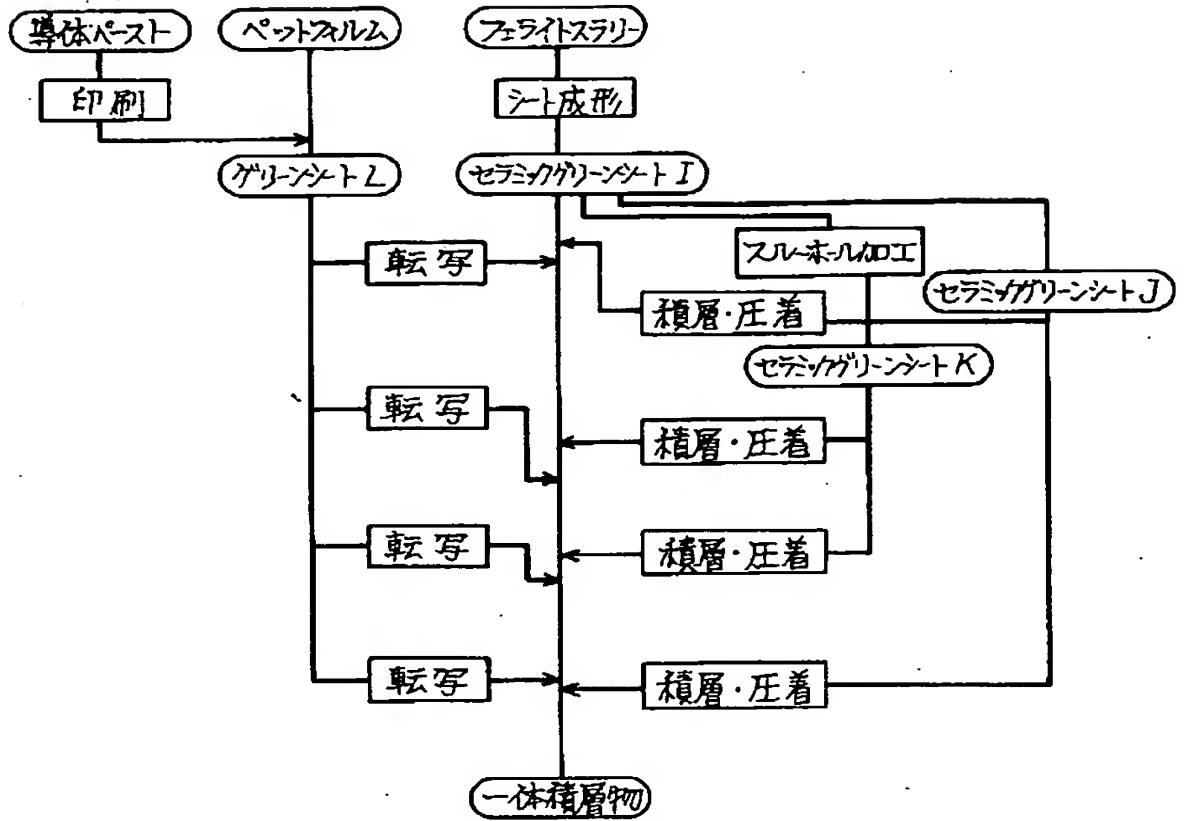 導体ペースト
ペットフィルム
フェライトスラリー
印刷
シート成形
グリーンシートL
セラミックグリーンシートI
スルーホール加工
転写
セラミックグリーンシートJ
積層・圧着
セラミックグリーンシートK
転写
積層・圧着
転写
積層・圧着
転写
積層・圧着
一体積層物